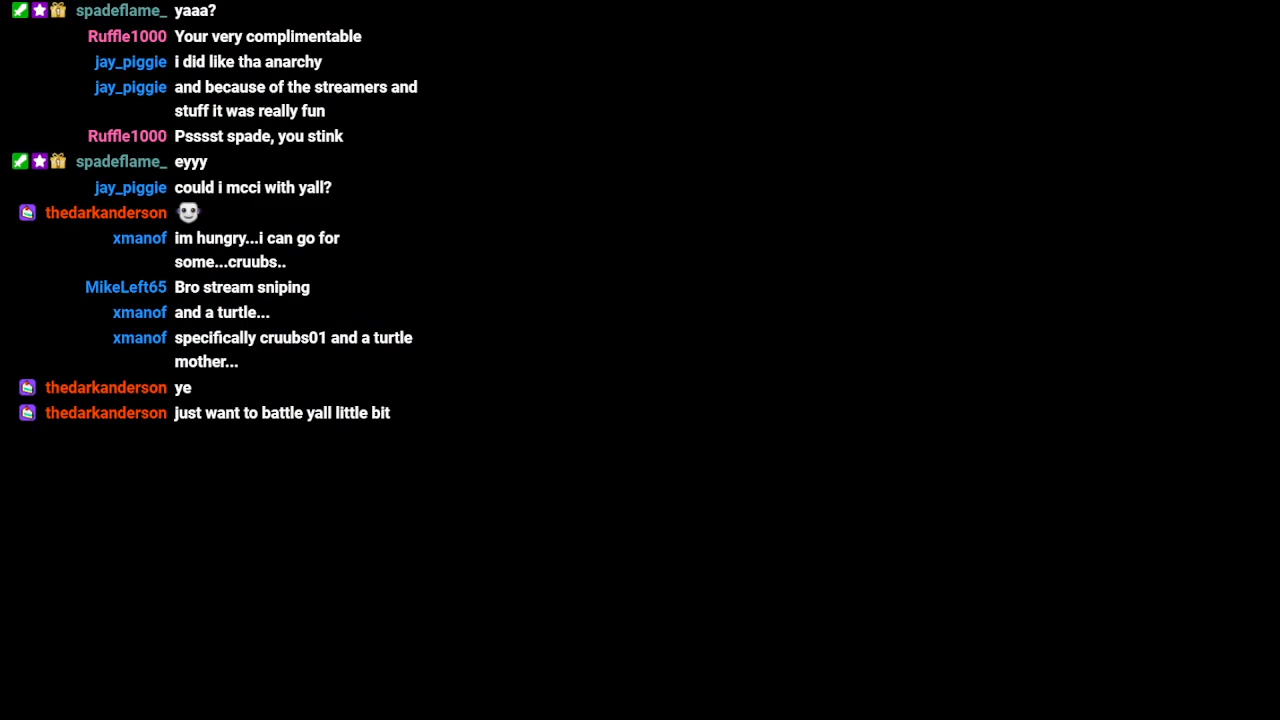 spadeflame_ yaaa?
Ruffle1000 Your very complimentable
jay_piggie i did like tha anarchy
jay_piggie and because of the streamers and
stuff it was really fun
Ruffle1000 Psssst spade, you stink
spadeflame_ eyyy
jay_piggie could i mcci with yall?
thedarkanderson
xmanof im hungry...i can go for
some...cruubs..
MikeLeft65 Bro stream sniping
xmanof and a turtle...
xmanof specifically cruubs01 and a turtle
mother...
thedarkanderson ye
thedarkanderson just want to battle yall little bit